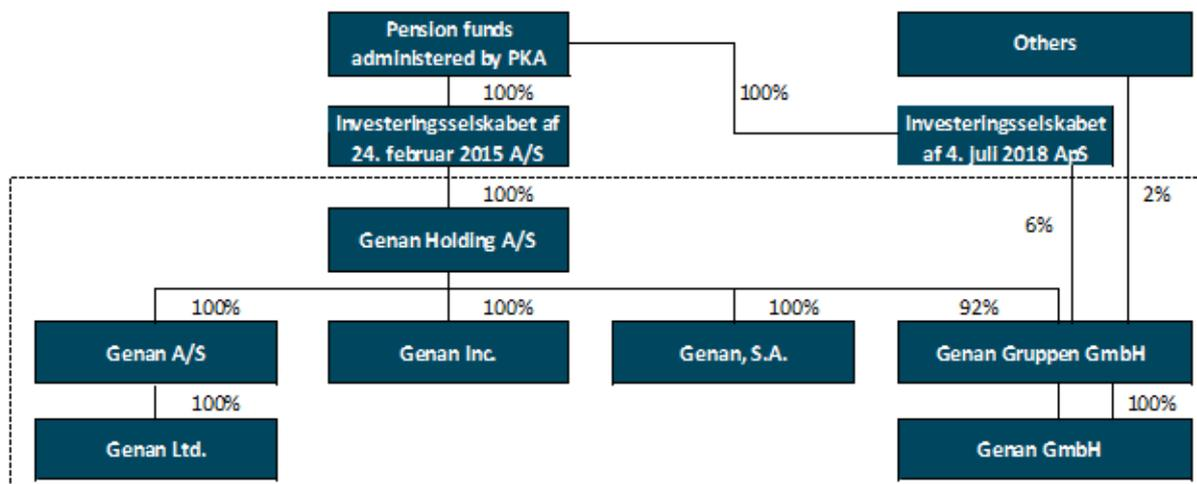 Pension funds
administered by PKA
Others
100%
100%
Investeringsselskabet af
24. februar 2015 A/S
Investeringsselskabet
af 4. juli 2018 ApS
100%
2%
6%
Genan Holding A/S
100%
100%
100%
92%
Genan A/S
Genan Inc.
Genan, S.A.
Genan Gruppen GmbH
100%
100%
Genan Ltd.
Genan GmbH